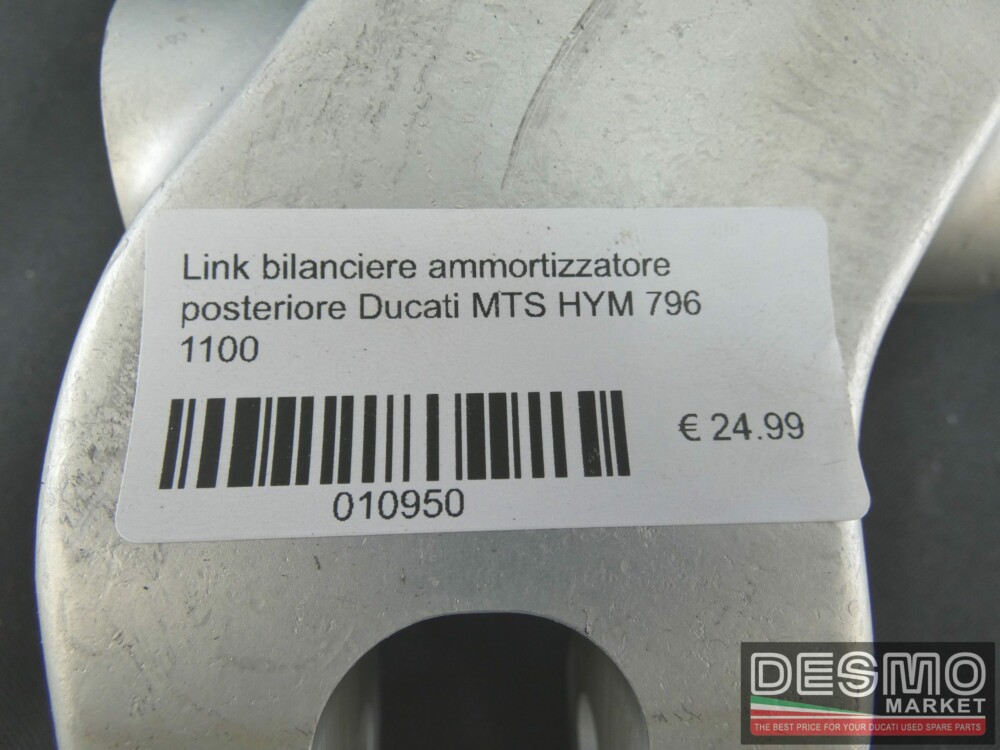 Link bilanciere ammortizzatore
posteriore Ducati MTS HYM 796
1100
€ 24.99
010950
DESMO
MARKET
THE BEST PRICE FOR YOUR DUCATI USED SPARE PARTS